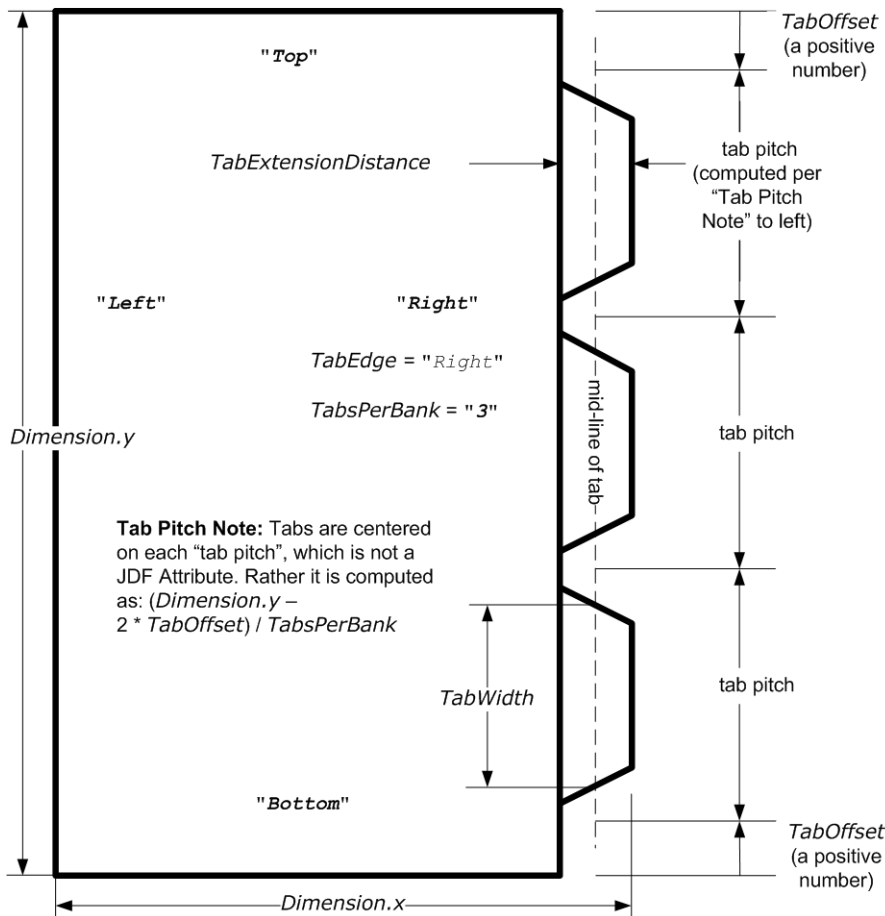 TabOffset
(a positive
number)
"Top"
TabExtensionDistance
tab pitch
(computed per
“Tab Pitch
Note” to left)
"Left"
"Right"
TabEdge = "Right"
TabsPerBank = "3"
mid-line of tab
Dimension.y
tab pitch
Tab Pitch Note: Tabs are centered
on each “tab pitch”, which is not a
JDF Attribute. Rather it is computed
as: (Dimension.y –
2 * TabOffset) / TabsPerBank
TabWidth
tab pitch
"Bottom"
TabOffset
(a positive
number)
Dimension.x